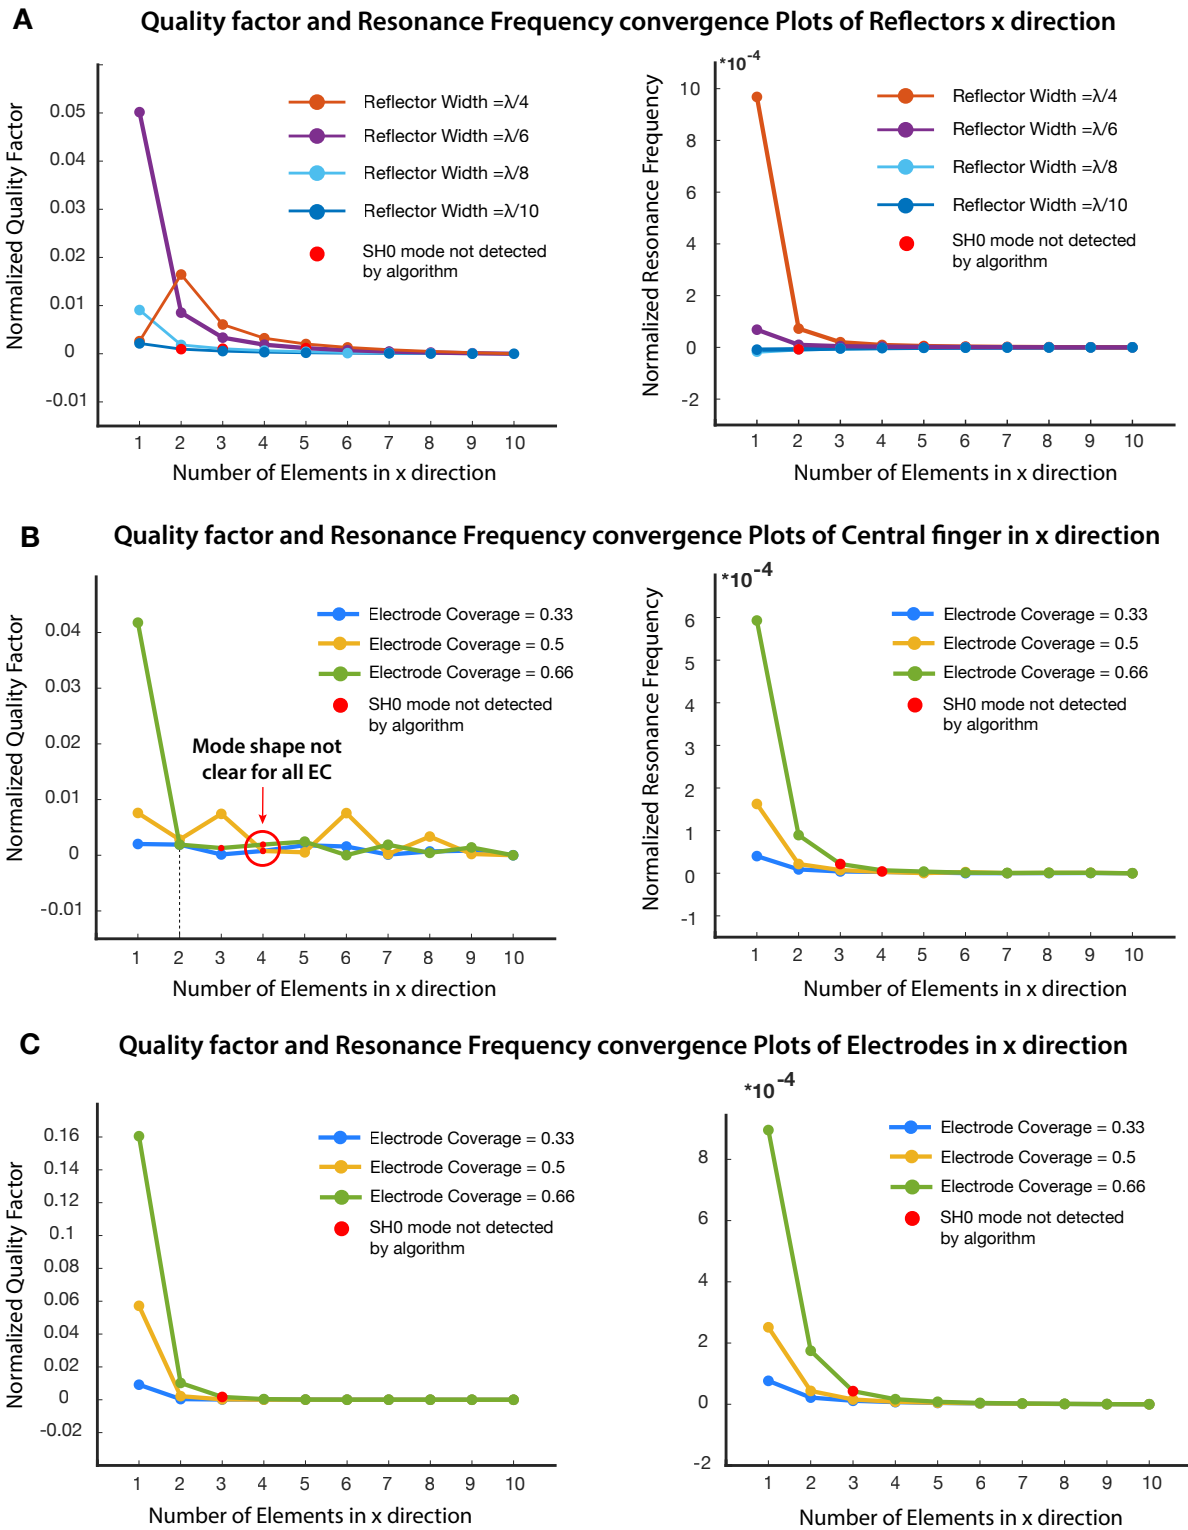 A
Quality factor and Resonance Frequency convergence Plots of Reflectors x direction
Normalized Quality Factor
0.05
0.04
0.03
0.02
0.01
0
-0.01
1 2 3 4 5 6 7 8 9 10
Number of Elements in x direction
Reflector Width =λ/4
Reflector Width =λ/6
Reflector Width =λ/8
Reflector Width =λ/10
SH0 mode not detected
by algorithm
*10-4
Normalized Resonance Frequency
10
8
6
4
2
0
-2
1 2 3 4 5 6 7 8 9 10
Number of Elements in x direction
Reflector Width =λ/4
Reflector Width =λ/6
Reflector Width =λ/8
Reflector Width =λ/10
SH0 mode not detected
by algorithm
B
Quality factor and Resonance Frequency convergence Plots of Central finger in x direction
Normalized Quality Factor
0.04
0.03
0.02
0.01
0
-0.01
1 2 3 4 5 6 7 8 9 10
Number of Elements in x direction
Electrode Coverage = 0.33
Electrode Coverage = 0.5
Electrode Coverage = 0.66
SH0 mode not detected
by algorithm
Mode shape not
clear for all EC
*10-4
Normalized Resonance Frequency
6
5
4
3
2
1
0
-1
1 2 3 4 5 6 7 8 9 10
Number of Elements in x direction
Electrode Coverage = 0.33
Electrode Coverage = 0.5
Electrode Coverage = 0.66
SH0 mode not detected
by algorithm
C
Quality factor and Resonance Frequency convergence Plots of Electrodes in x direction
Normalized Quality Factor
0.16
0.14
0.12
0.1
0.08
0.06
0.04
0.02
0
-0.02
1 2 3 4 5 6 7 8 9 10
Number of Elements in x direction
Electrode Coverage = 0.33
Electrode Coverage = 0.5
Electrode Coverage = 0.66
SH0 mode not detected
by algorithm
*10-4
8
6
4
2
0
-2
1 2 3 4 5 6 7 8 9 10
Number of Elements in x direction
Electrode Coverage = 0.33
Electrode Coverage = 0.5
Electrode Coverage = 0.66
SH0 mode not detected
by algorithm